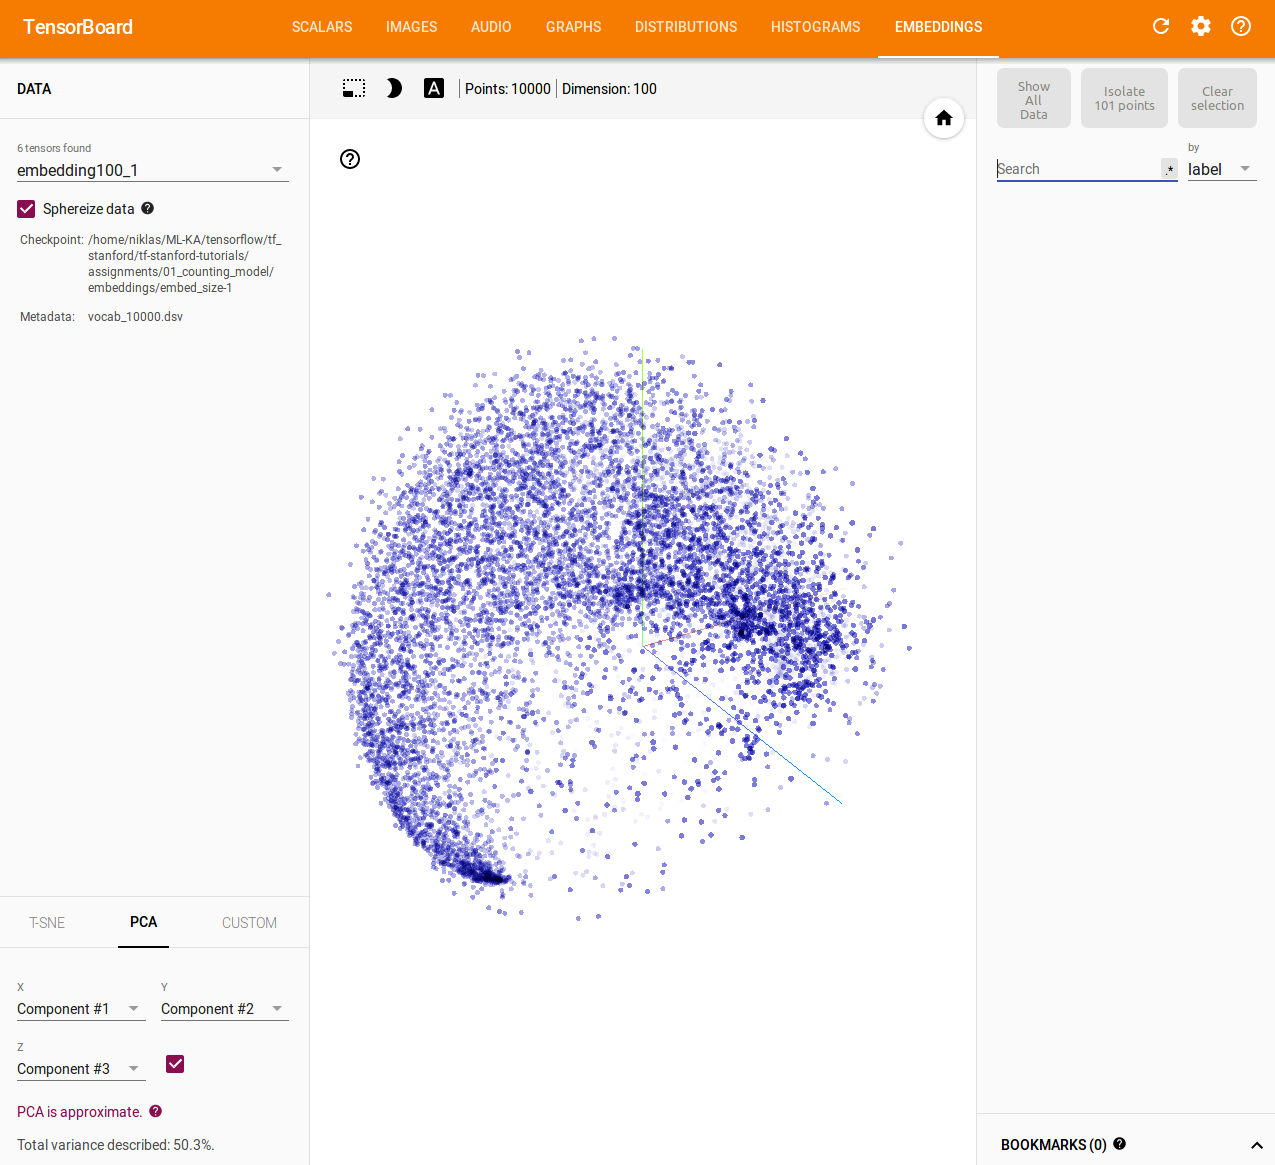 TensorBoard
SCALARS IMAGES AUDIO GRAPHS DISTRIBUTIONS HISTOGRAMS EMBEDDINGS
DATA
6 tensors found
embedding100_1
Sphereize data
Checkpoint: /home/niklas/ML-KA/tensorflow/tf_
stanford/tf-stanford-tutorials/
assignments/01_counting_model/
embeddings/embed_size-1
Metadata: vocab_10000.dsv
T-SNE PCA CUSTOM
X Y
Component #1 Component #2
Z
Component #3
PCA is approximate.
Total variance described: 50.3%.
A Points: 10000 Dimension: 100
Show
All
Data
Isolate
101 points
Clear
selection
Search .*
by
label
BOOKMARKS (0)